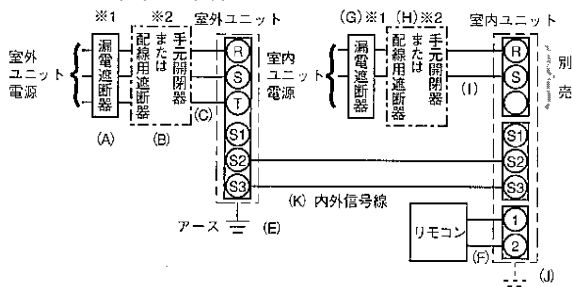 ※1
※2
室外ユニット
(G)※1
(H)※2
室内ユニット
室外
ユニット
電源
漏電遮断器
手元開閉器
または
配線用遮断器
R
S
T
S1
S2
S3
(A)
(B)
(C)
アース
(E)
室内
ユニット
電源
漏電遮断器
手元開閉器
または
配線用遮断器
(I)
R
S
別売
S1
S2
S3
(K) 内外信号線
リモコン
1
2
(F)
(J)